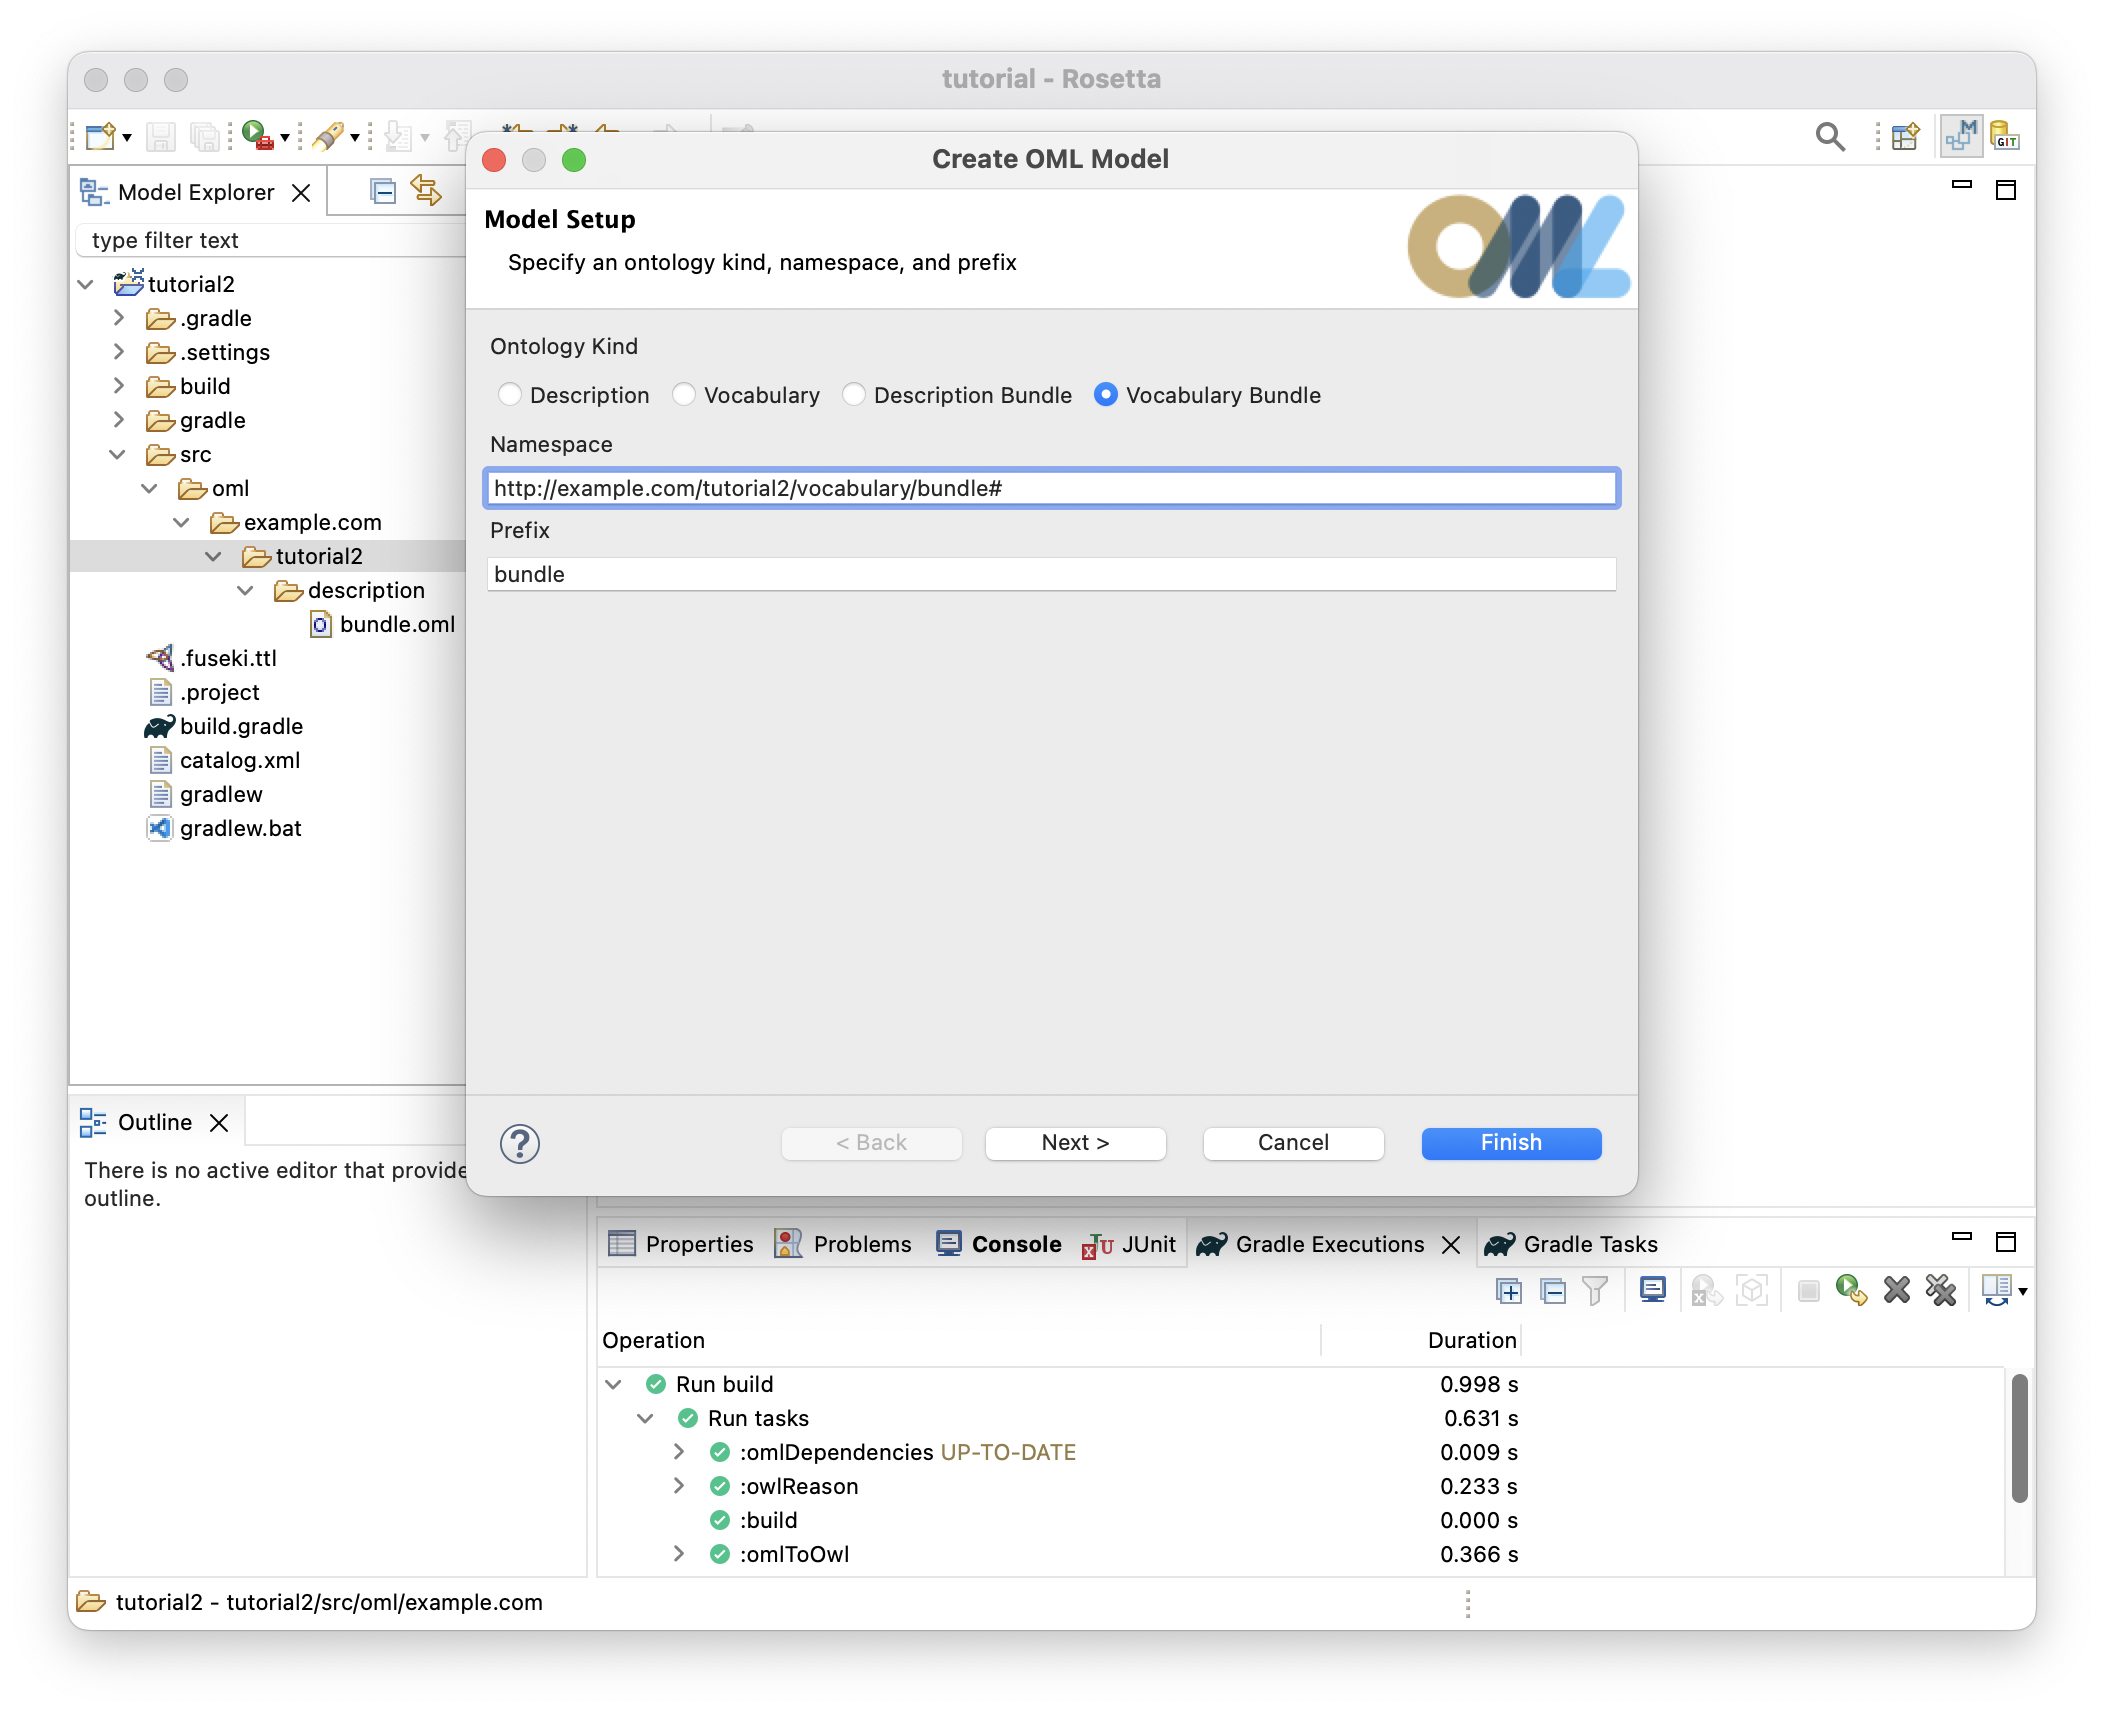 tutorial - Rosetta
M
GIT
Model Explorer
type filter text
tutorial2
.gradle
.settings
build
gradle
src
oml
example.com
tutorial2
description
bundle.oml
.fuseki.ttl
.project
build.gradle
catalog.xml
gradlew
gradlew.bat
Create OML Model
Model Setup
Specify an ontology kind, namespace, and prefix
OML
Ontology Kind
Description Vocabulary Description Bundle Vocabulary Bundle
Namespace
http://example.com/tutorial2/vocabulary/bundle#
Prefix
bundle
?
< Back Next > Cancel Finish
Outline
There is no active editor that provide
outline.
Properties Problems Console JUnit Gradle Executions Gradle Tasks
Operation Duration
Run build 0.998 s
Run tasks 0.631 s
:omlDependencies UP-TO-DATE 0.009 s
:owlReason 0.233 s
:build 0.000 s
:omlToOwl 0.366 s
tutorial2 - tutorial2/src/oml/example.com